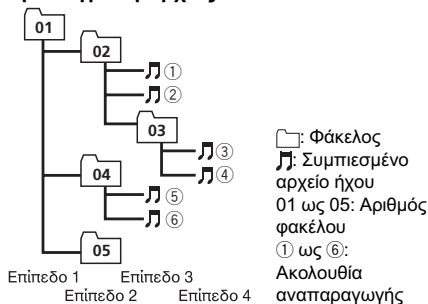 01
02
①
②
03
③
④
04
⑤
⑥
05
Επίπεδο 1 Επίπεδο 3
Επίπεδο 2 Επίπεδο 4
: Φάκελος
: Συμπιεσμένο
αρχείο ήχου
01 ως 05: Αριθμός
φακέλου
① ως ⑥:
Ακολουθία
αναπαραγωγής